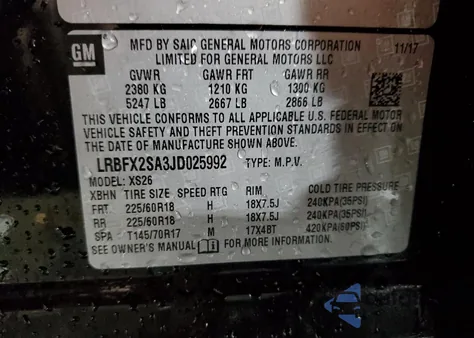 GM
MFD BY SAIC GENERAL MOTORS CORPORATION 11/17
LIMITED FOR GENERAL MOTORS LLC
GVWR GAWR FRT GAWR RR
2380 KG 1210 KG 1300 KG
5247 LB 2667 LB 2866 LB
THIS VEHICLE CONFORMS TO ALL APPLICABLE U.S. FEDERAL MOTOR
VEHICLE SAFETY AND THEFT PREVENTION STANDARDS IN EFFECT ON
THE DATE OF MANUFACTURE SHOWN ABOVE.
LRBFX2SA3JD025992 TYPE: M.P.V.
MODEL: XS26
XBHN TIRE SIZE SPEED RTG RIM COLD TIRE PRESSURE
FRT 225/60R18 H 18X7.5J 240KPA(35PSI)
RR 225/60R18 H 18X7.5J 240KPA(35PSI)
SPA T145/70R17 M 17X4BT 420KPA(60PSI)
SEE OWNER'S MANUAL FOR MORE INFORMATION